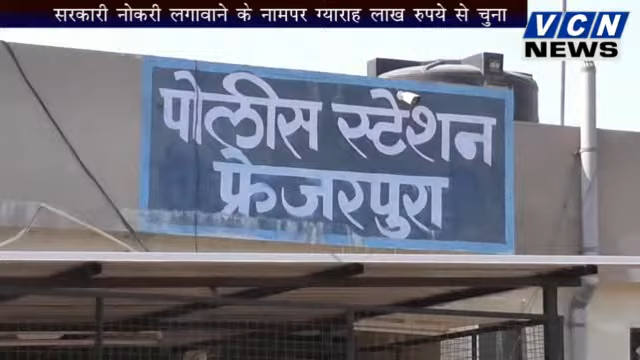 सरकारी नोकरी लगावाने के नामपर ग्याराह लाख रुपये से चुना
VCN
NEWS
पोलीस स्टेशन
फ्रेजरपुरा